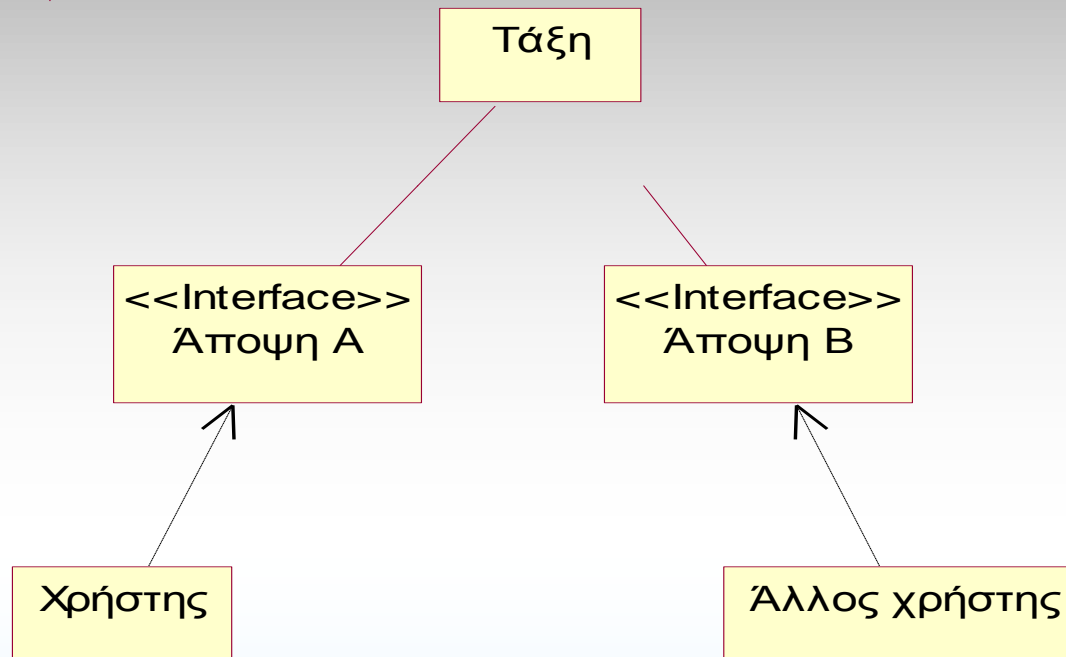 Τάξη
<<Interface>>
Άποψη Α
<<Interface>>
Άποψη Β
Χρήστης
Άλλος χρήστης